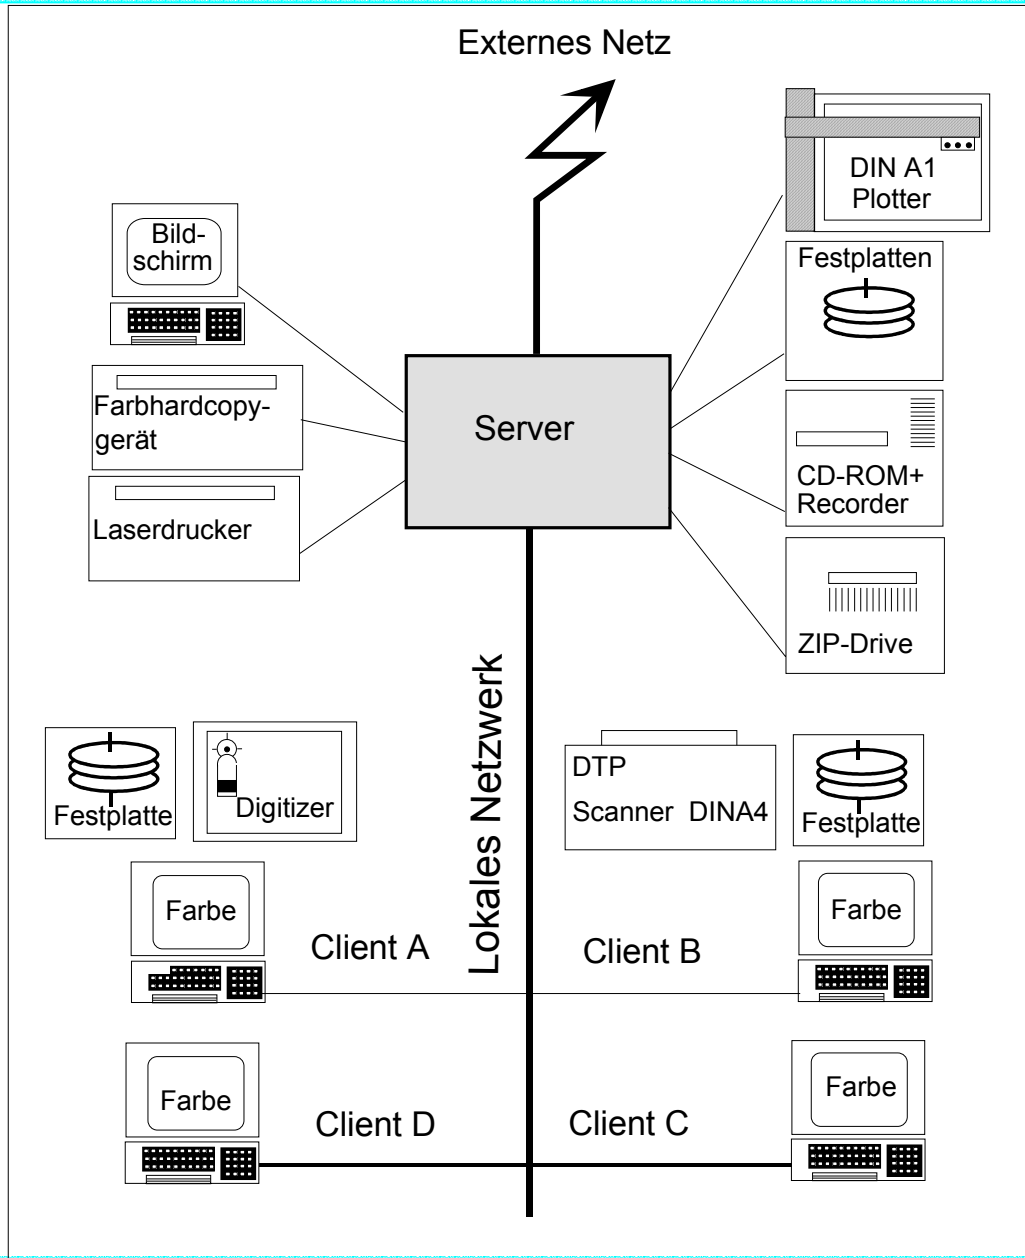 Externes Netz
DIN A1
Plotter
Bild-
schirm
Festplatten
Farbhardcopy-
gerät
Server
CD-ROM+
Recorder
Laserdrucker
ZIP-Drive
Lokales Netzwerk
Festplatte
Digitizer
DTP
Scanner DINA4
Festplatte
Farbe
Client A
Client B
Farbe
Farbe
Client D
Client C
Farbe